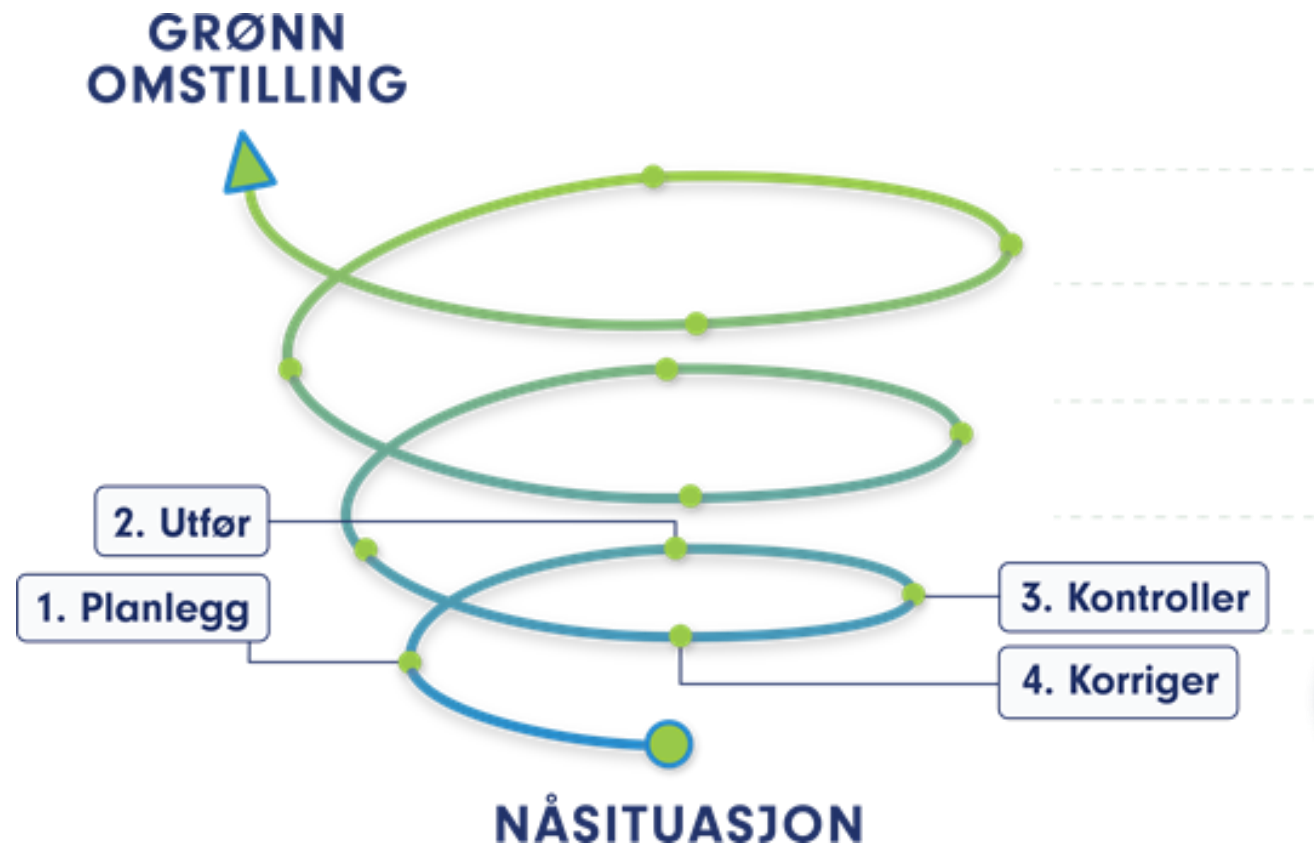 GRØNN
OMSTILLING
2. Utfør
1. Planlegg
3. Kontroller
4. Korriger
NÅSITUASJON